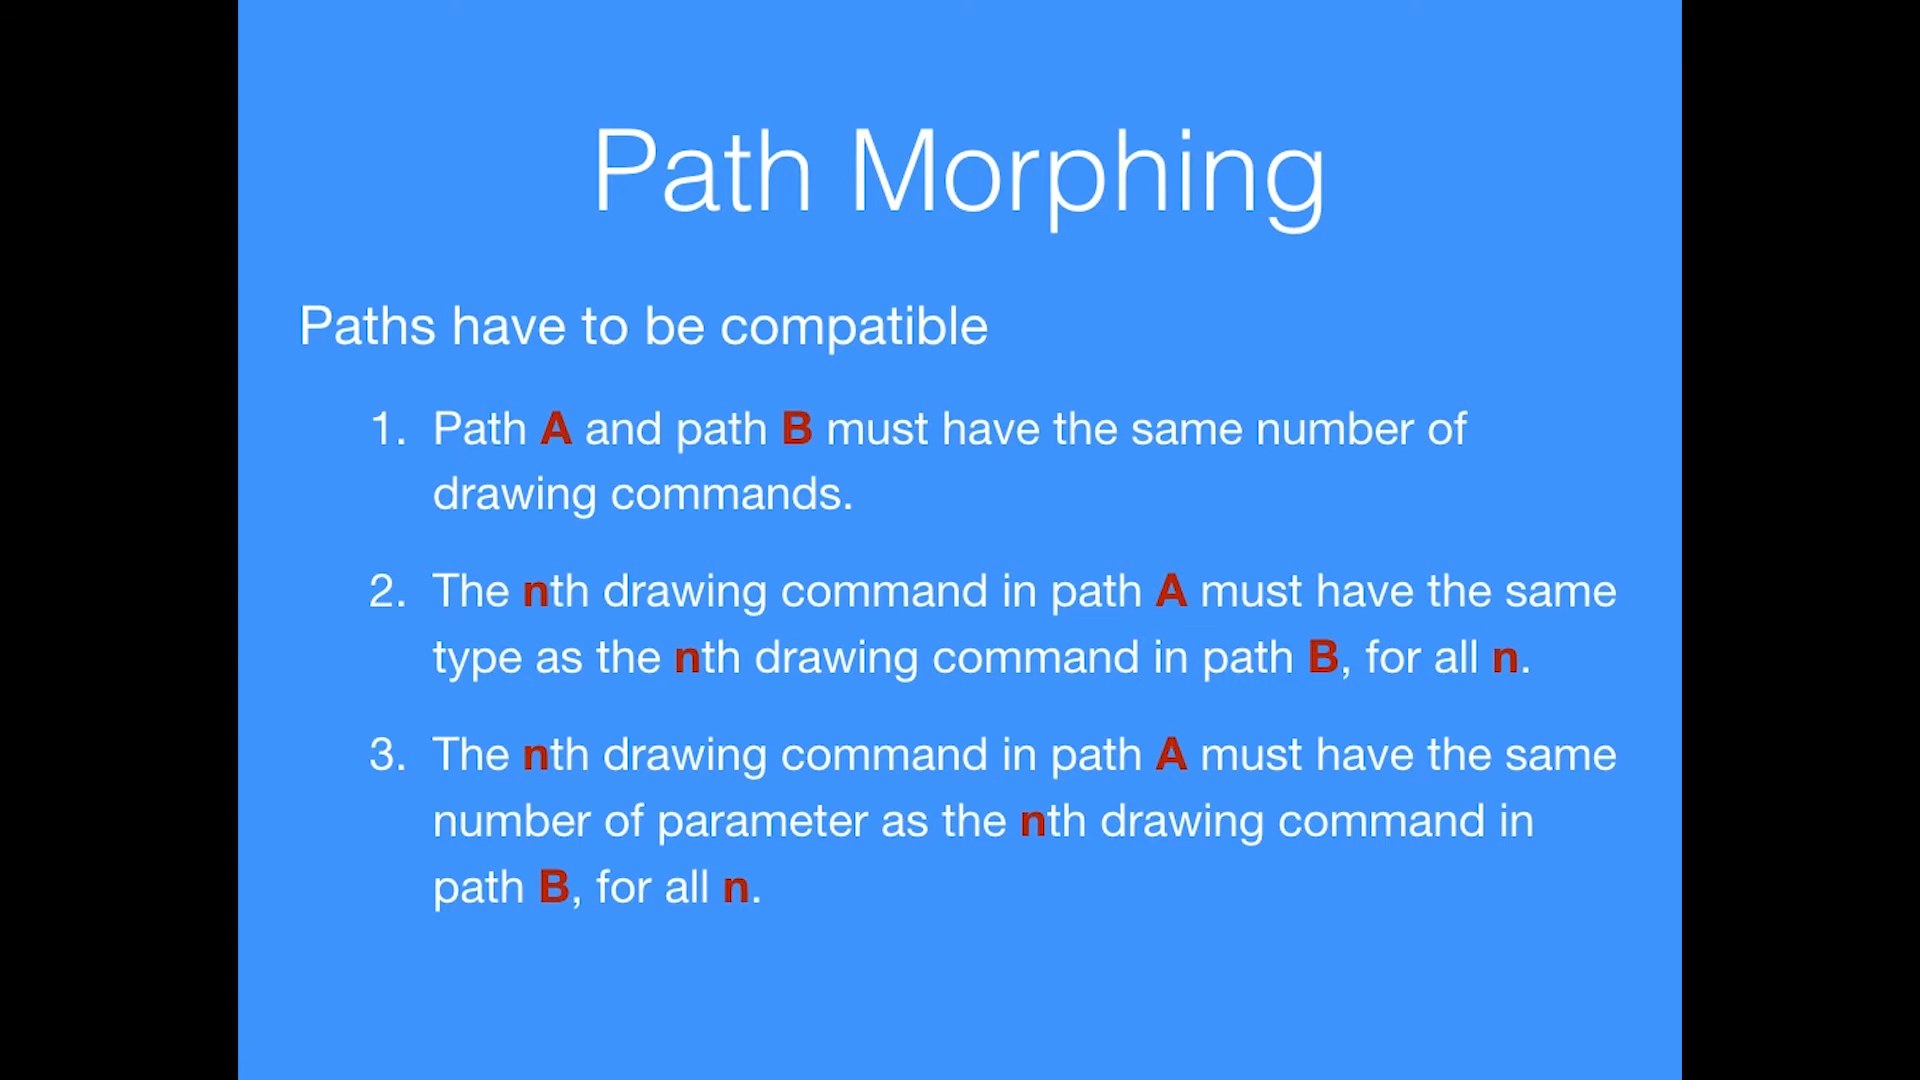 Path Morphing
Paths have to be compatible
1. Path A and path B must have the same number of
drawing commands.
2. The nth drawing command in path A must have the same
type as the nth drawing command in path B, for all n.
3. The nth drawing command in path A must have the same
number of parameter as the nth drawing command in
path B, for all n.